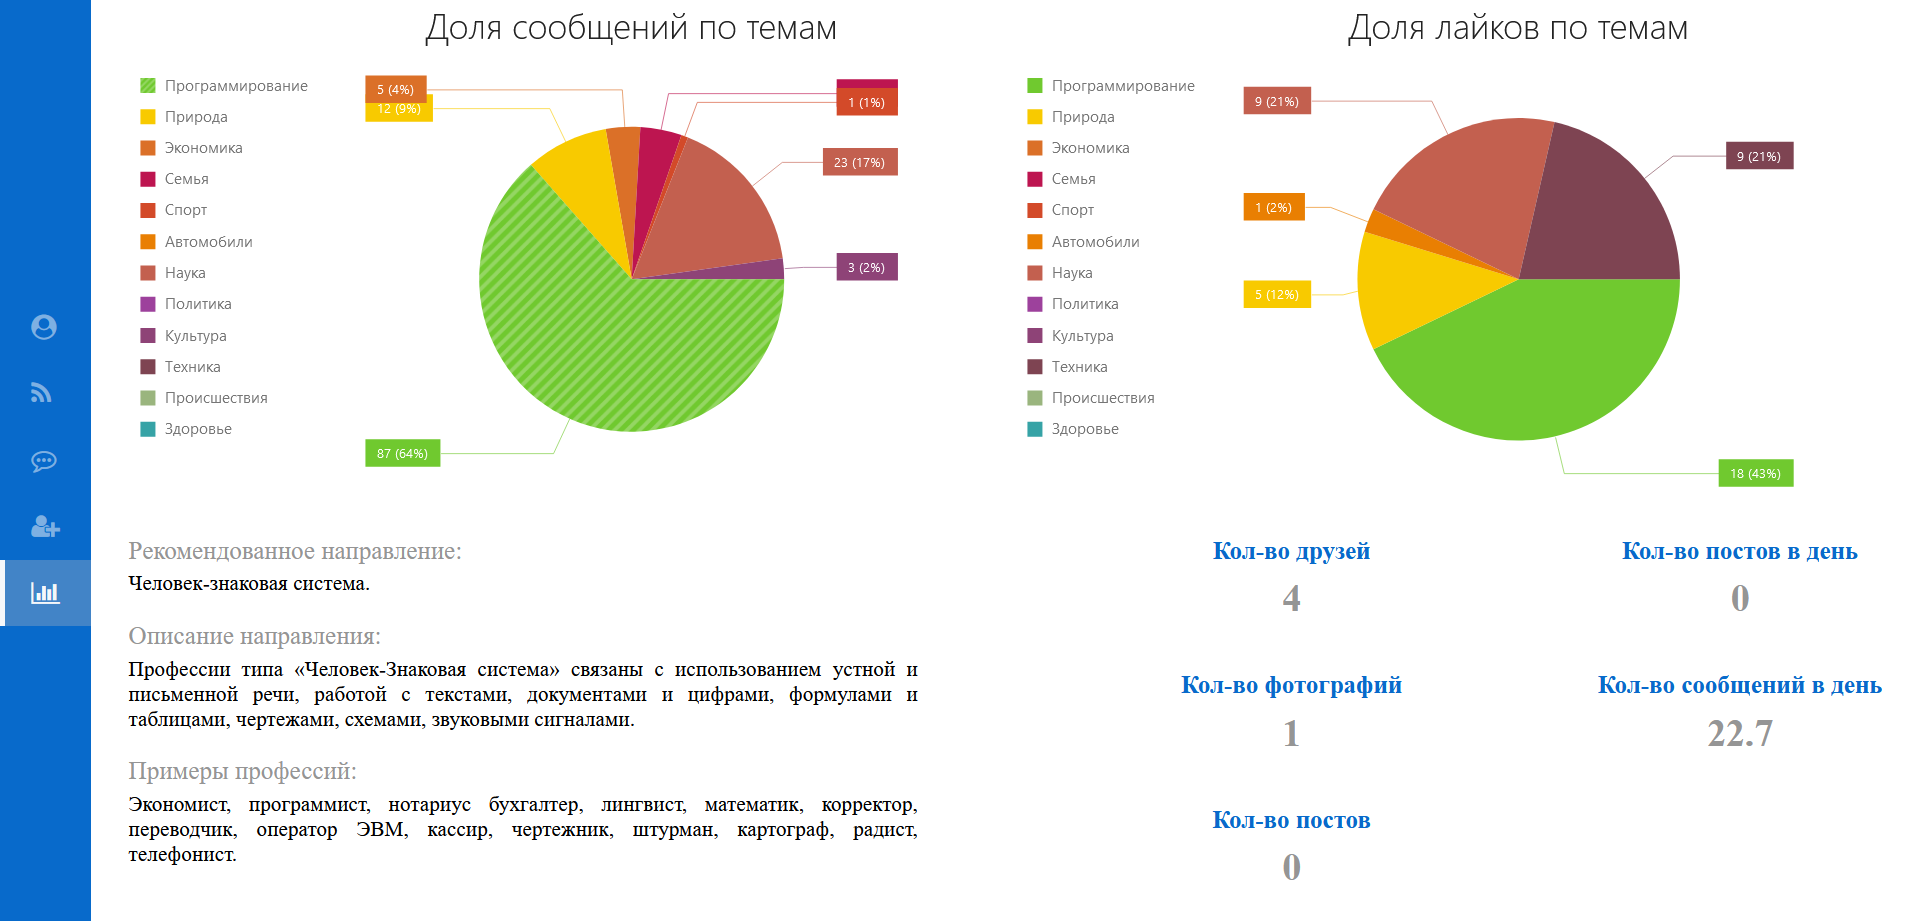 Доля сообщений по темам
Программирование
Природа
Экономика
Семья
Спорт
Автомобили
Наука
Политика
Культура
Техника
Происшествия
Здоровье
5 (4%)
12 (9%)
1 (1%)
23 (17%)
3 (2%)
87 (64%)
Доля лайков по темам
Программирование
Природа
Экономика
Семья
Спорт
Автомобили
Наука
Политика
Культура
Техника
Происшествия
Здоровье
9 (21%)
9 (21%)
1 (2%)
5 (12%)
18 (43%)
Рекомендованное направление:
Человек-знаковая система.
Описание направления:
Профессии типа «Человек-Знаковая система» связаны с использованием устной и
письменной речи, работой с текстами, документами и цифрами, формулами и
таблицами, чертежами, схемами, звуковыми сигналами.
Примеры профессий:
Экономист, программист, нотариус бухгалтер, лингвист, математик, корректор,
переводчик, оператор ЭВМ, кассир, чертежник, штурман, картограф, радист,
телефонист.
Кол-во друзей
4
Кол-во постов в день
0
Кол-во фотографий
1
Кол-во сообщений в день
22.7
Кол-во постов
0